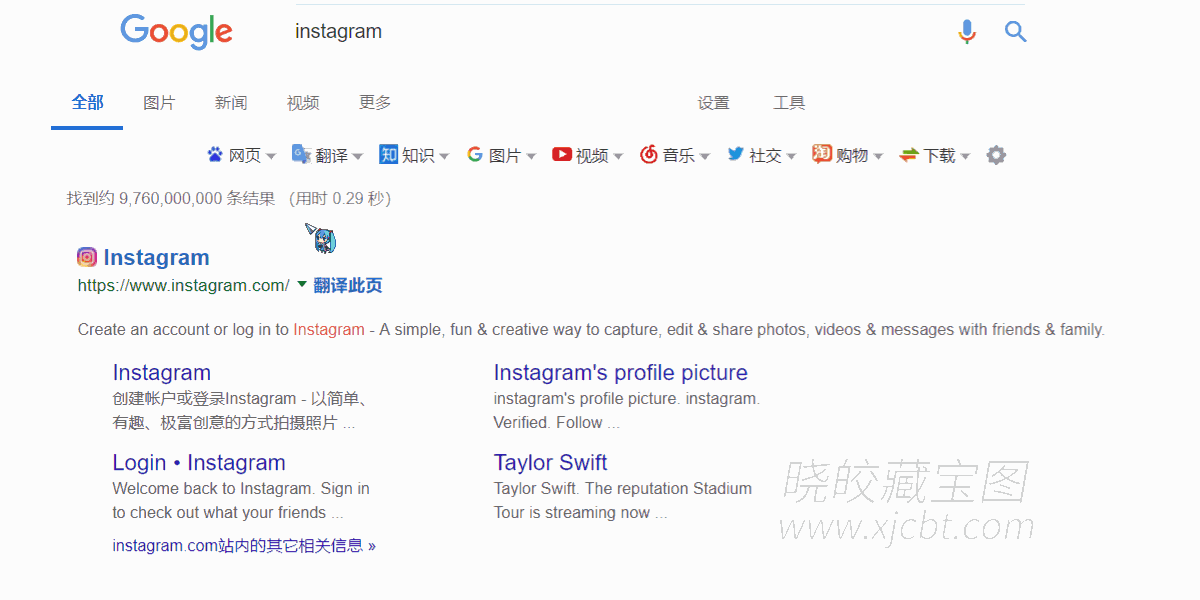 Google instagram
全部 图片 新闻 视频 更多 设置 工具
网页 翻译 知识 图片 视频 音乐 社交 购物 下载
找到约 9,760,000,000 条结果 （用时 0.29 秒）
Instagram
https://www.instagram.com/ 翻译此页
Create an account or log in to Instagram - A simple, fun & creative way to capture, edit & share photos, videos & messages with friends & family.
Instagram
创建帐户或登录Instagram - 以简单、
有趣、极富创意的方式拍摄照片 ...
Instagram's profile picture
instagram's profile picture. instagram.
Verified. Follow ...
Login • Instagram
Welcome back to Instagram. Sign in
to check out what your friends ...
Taylor Swift
Taylor Swift. The reputation Stadium
Tour is streaming now ...
instagram.com站内的其它相关信息 »
晓皎藏宝图
www.xjcbt.com